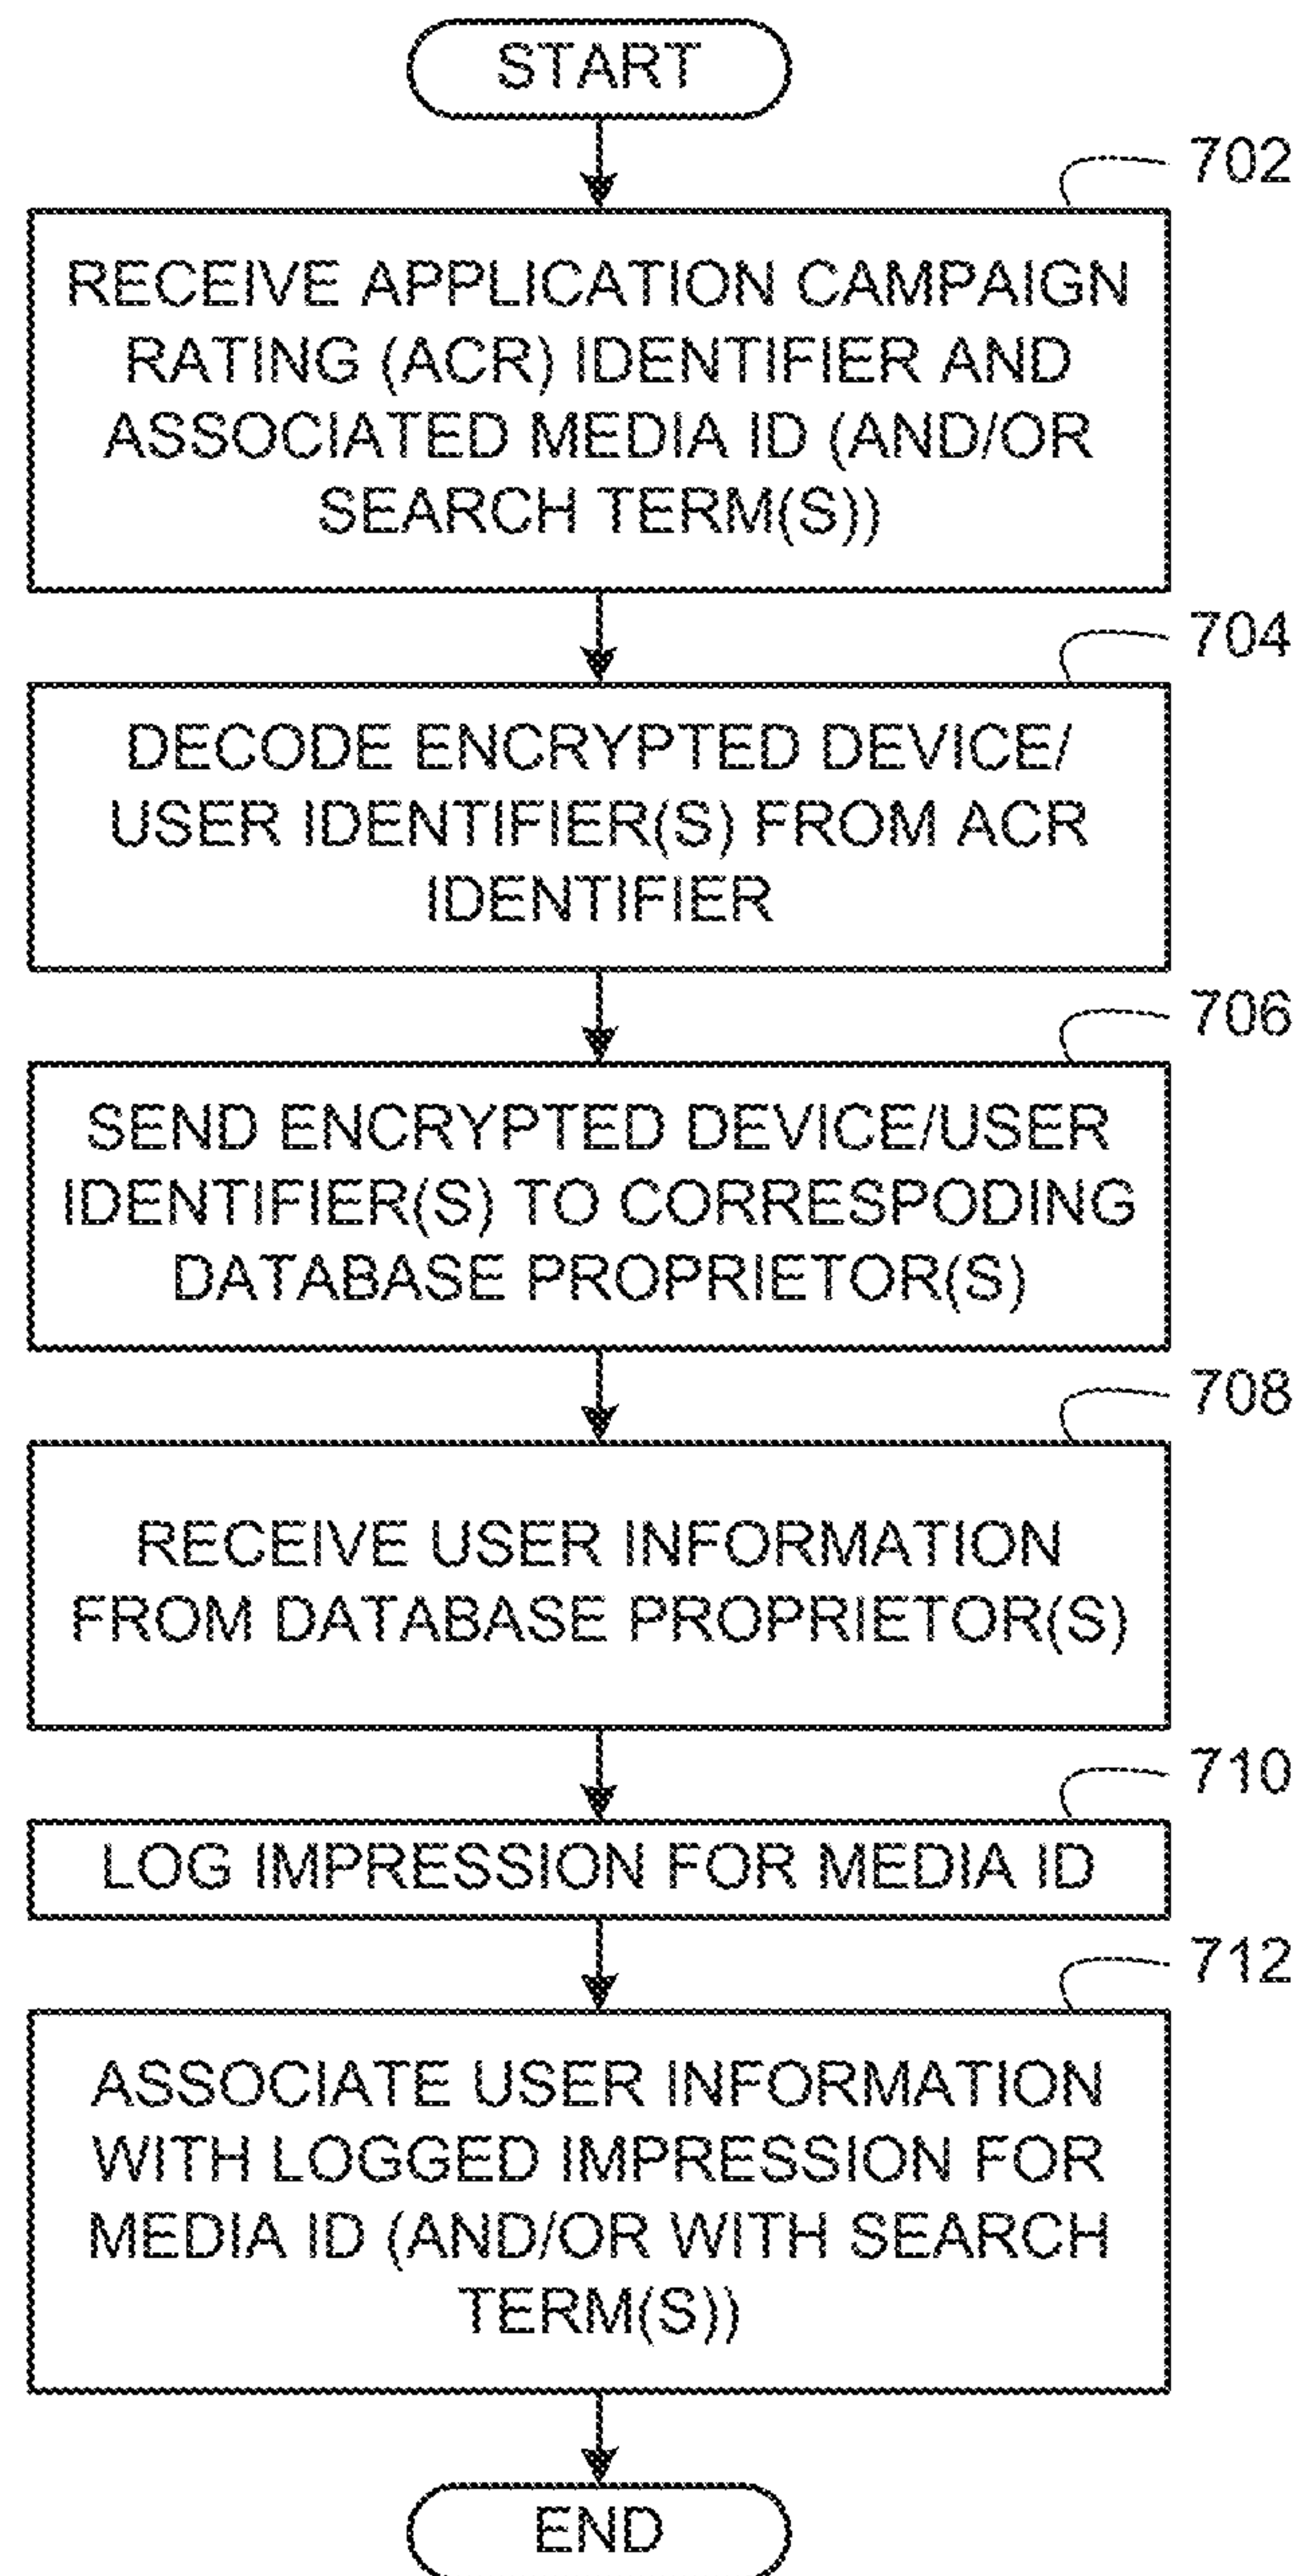 START
702
RECEIVE APPLICATION CAMPAIGN
RATING (ACR) IDENTIFIER AND
ASSOCIATED MEDIA ID (AND/OR
SEARCH TERM(S))
704
DECODE ENCRYPTED DEVICE/
USER IDENTIFIER(S) FROM ACR
IDENTIFIER
706
SEND ENCRYPTED DEVICE/USER
IDENTIFIER(S) TO CORRESPODING
DATABASE PROPRIETOR(S)
708
RECEIVE USER INFORMATION
FROM DATABASE PROPRIETOR(S)
710
LOG IMPRESSION FOR MEDIA ID
712
ASSOCIATE USER INFORMATION
WITH LOGGED IMPRESSION FOR
MEDIA ID (AND/OR WITH SEARCH
TERM(S))
END